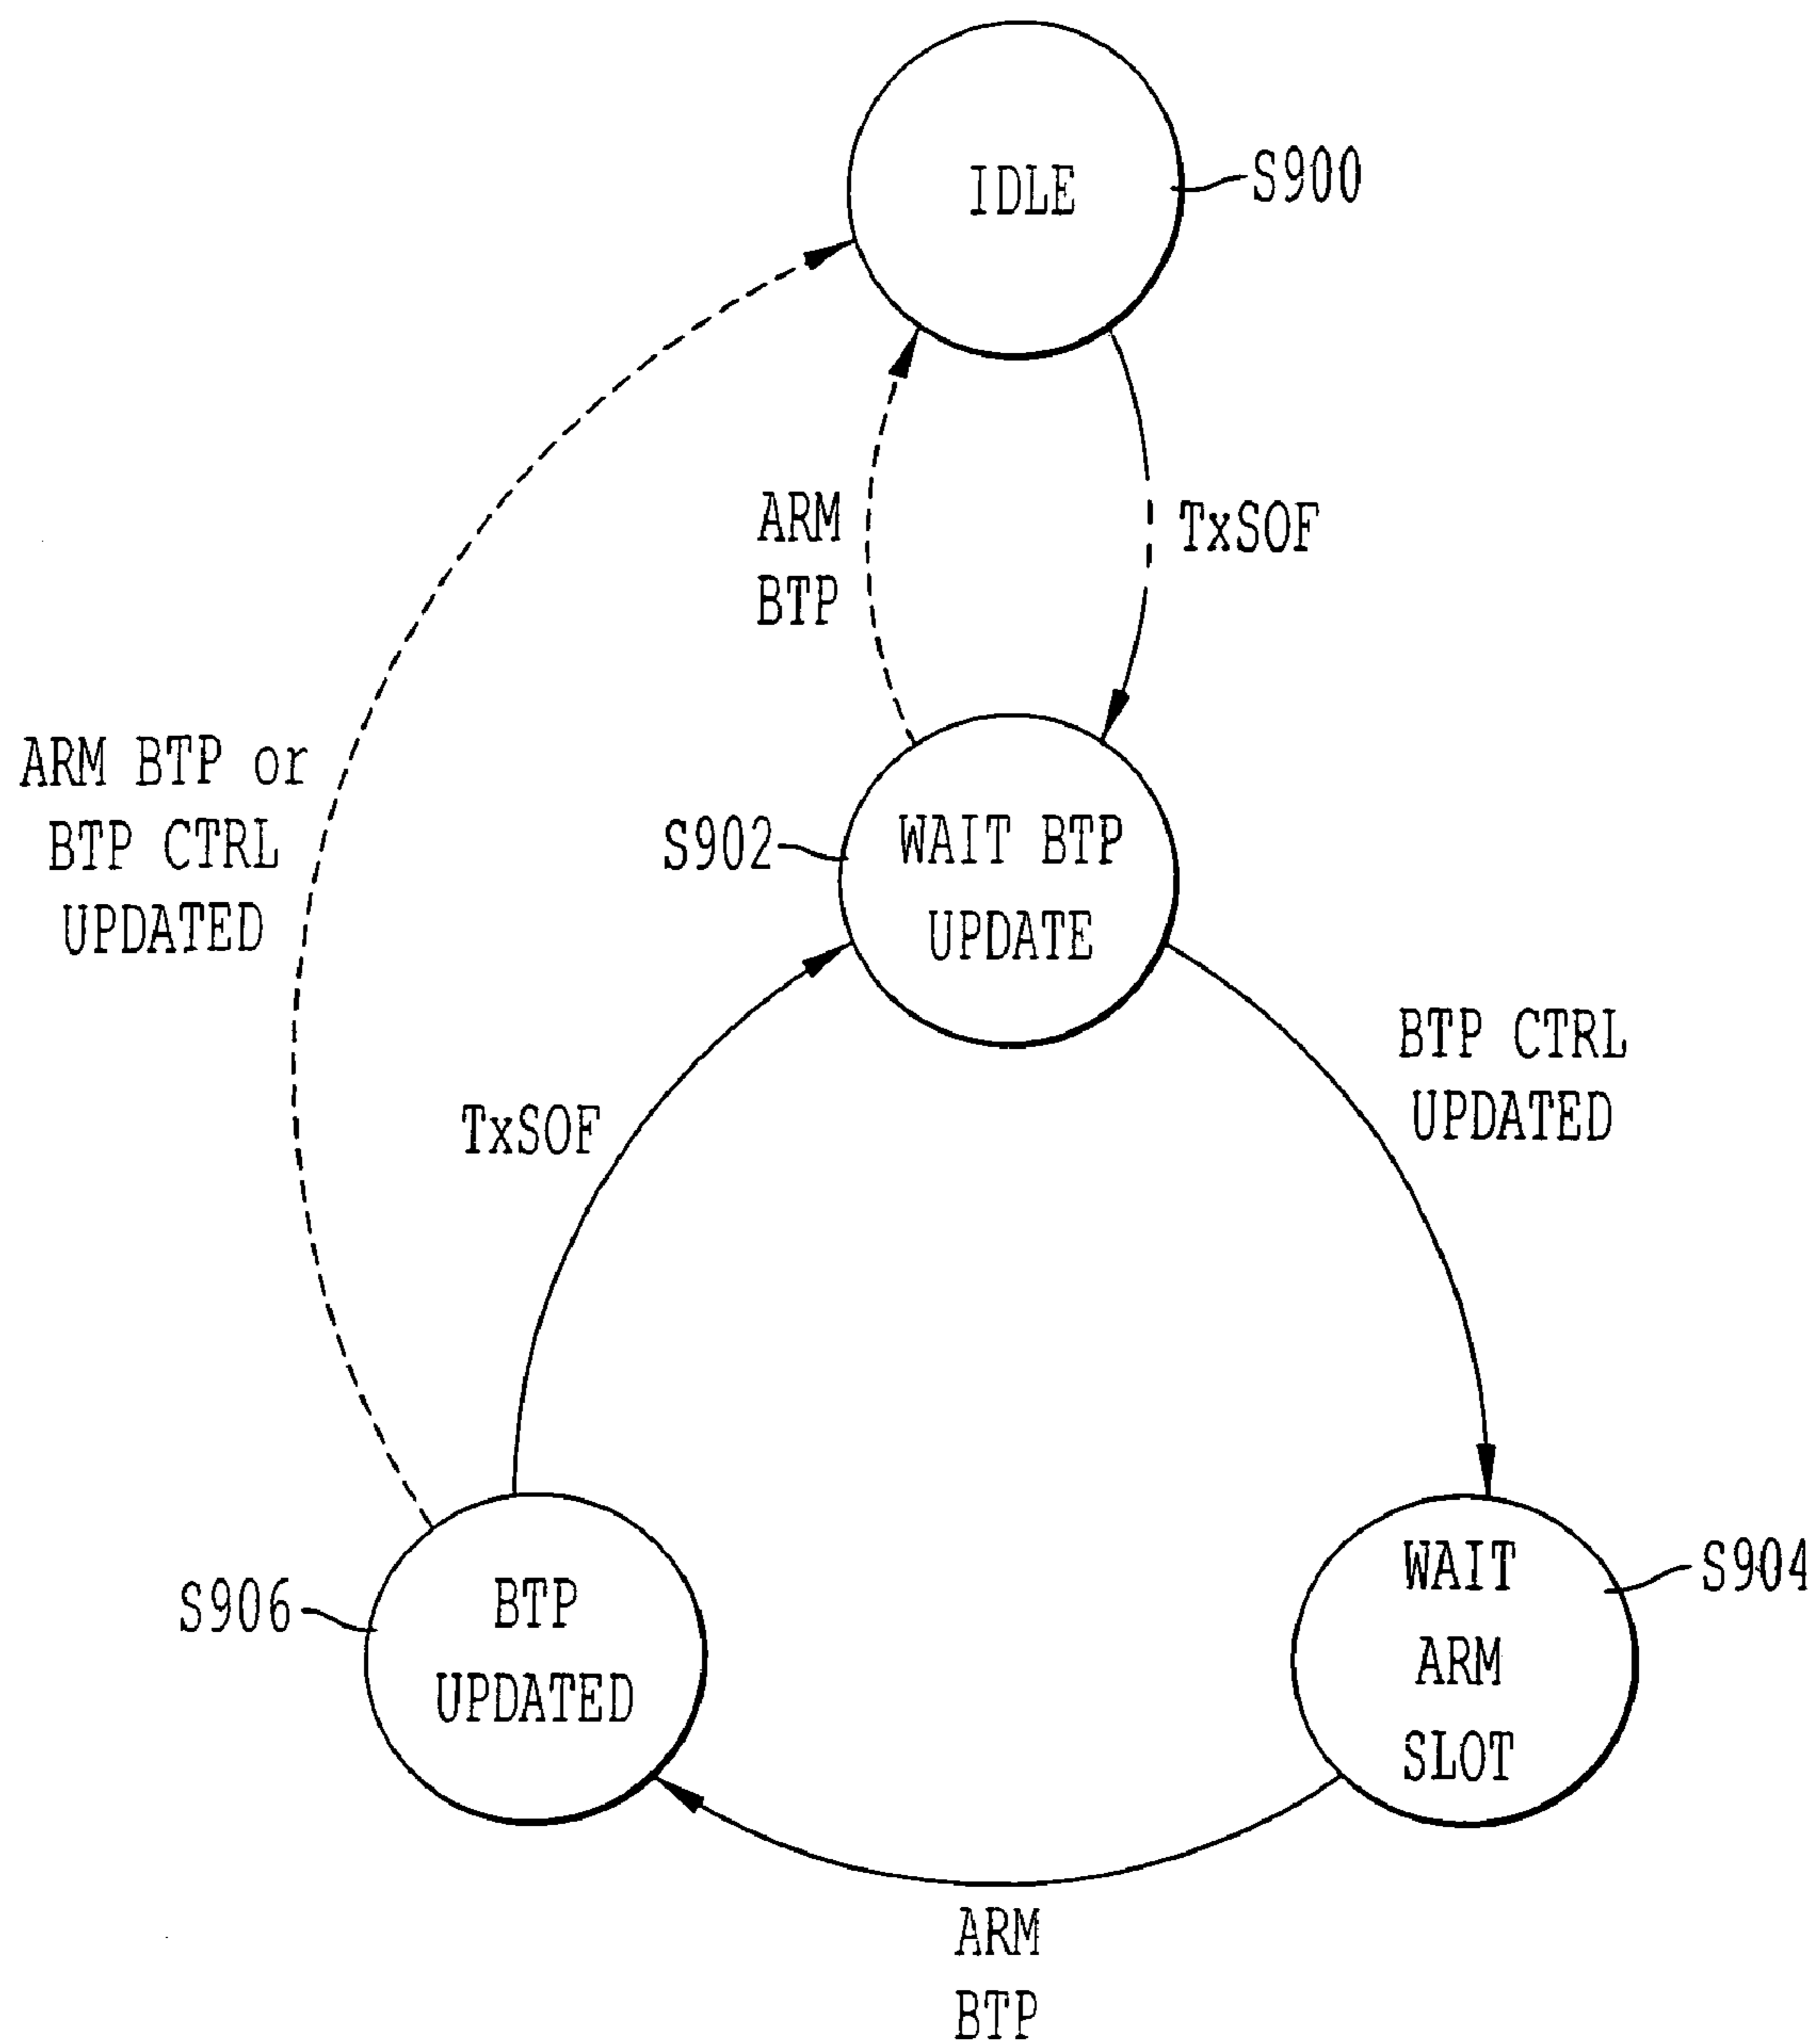 IDLE
S900
ARM
BTP
TxSOF
ARM BTP or
BTP CTRL
UPDATED
S902
WAIT BTP
UPDATE
BTP CTRL
UPDATED
TxSOF
S906
BTP
UPDATED
WAIT
ARM
SLOT
S904
ARM
BTP